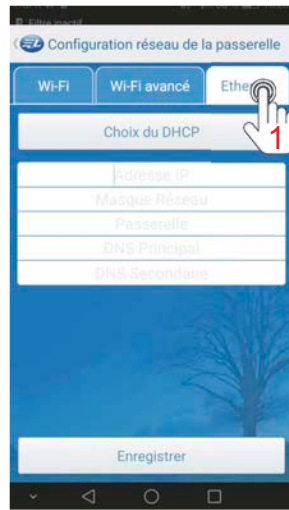 Filtre inactif
Configuration réseau de la passerelle
Wi-Fi
Wi-Fi avancé
Ethe
1
Choix du DHCP
Adresse IP
Masque Réseau
Passerelle
DNS Principal
DNS Secondaire
Enregistrer